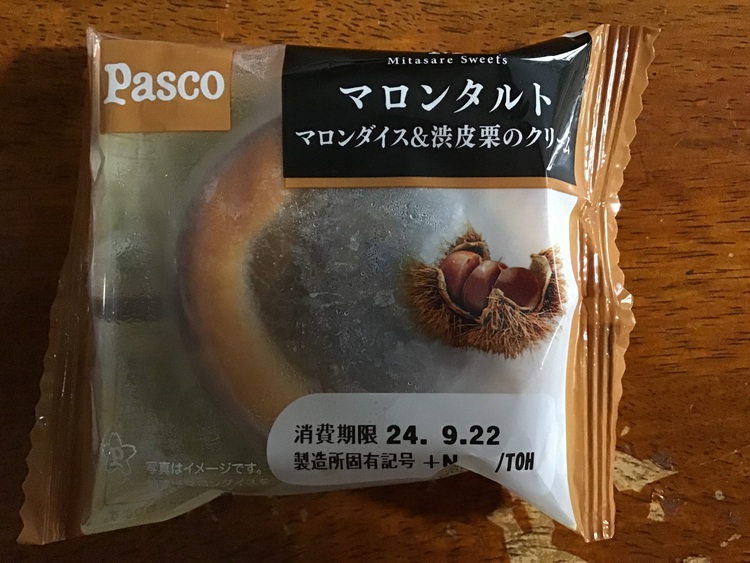 Pasco
Mitasare Sweets
マロンタルト
マロンダイス&渋皮栗のクリーム
消費期限 24. 9.22
製造所固有記号 +N /TOH
写真はイメージです。